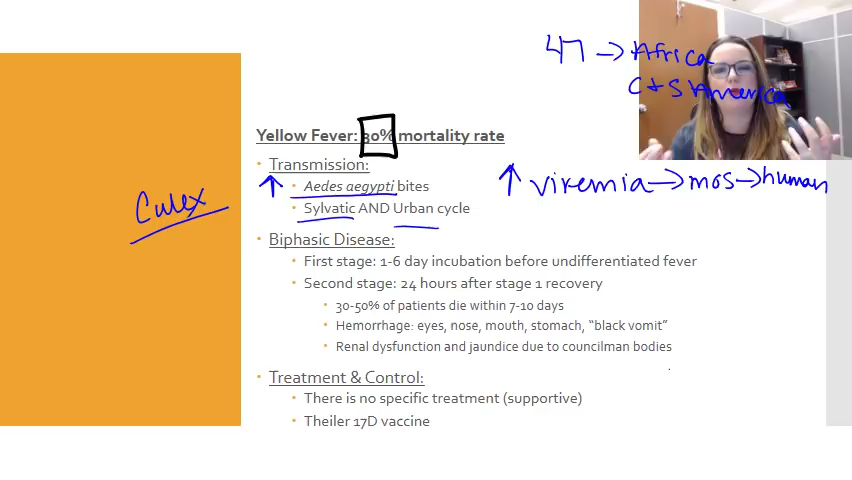 47 → Africa
C + S America
Yellow Fever: 30% mortality rate
• Transmission:
• Aedes aegypti bites
↑ viremia → mos → human
• Sylvatic AND Urban cycle
Culex
• Biphasic Disease:
• First stage: 1-6 day incubation before undifferentiated fever
• Second stage: 24 hours after stage 1 recovery
• 30-50% of patients die within 7-10 days
• Hemorrhage: eyes, nose, mouth, stomach, “black vomit”
• Renal dysfunction and jaundice due to councilman bodies
• Treatment & Control:
• There is no specific treatment (supportive)
• Theiler 17D vaccine